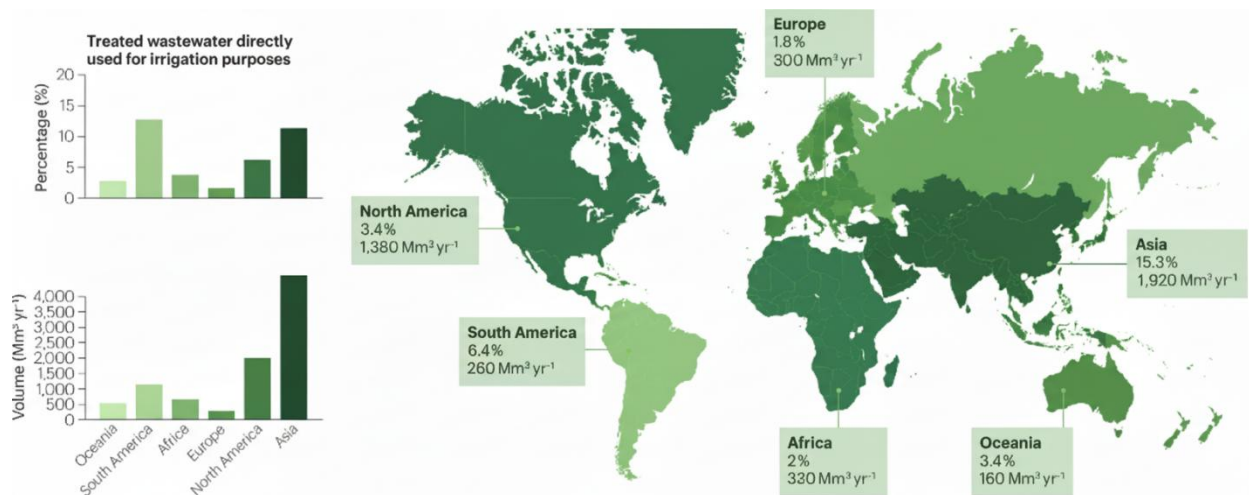 Treated wastewater directly
used for irrigation purposes
Percentage (%)
20
15
10
5
0
Volume (Mm³ yr⁻¹)
4,000
3,500
3,000
2,500
2,000
1,500
1,000
500
0
Oceania
South America
Africa
Europe
North America
Asia
Europe
1.8%
300 Mm³ yr⁻¹
North America
3.4%
1,380 Mm³ yr⁻¹
Asia
15.3%
1,920 Mm³ yr⁻¹
South America
6.4%
260 Mm³ yr⁻¹
Africa
2%
330 Mm³ yr⁻¹
Oceania
3.4%
160 Mm³ yr⁻¹